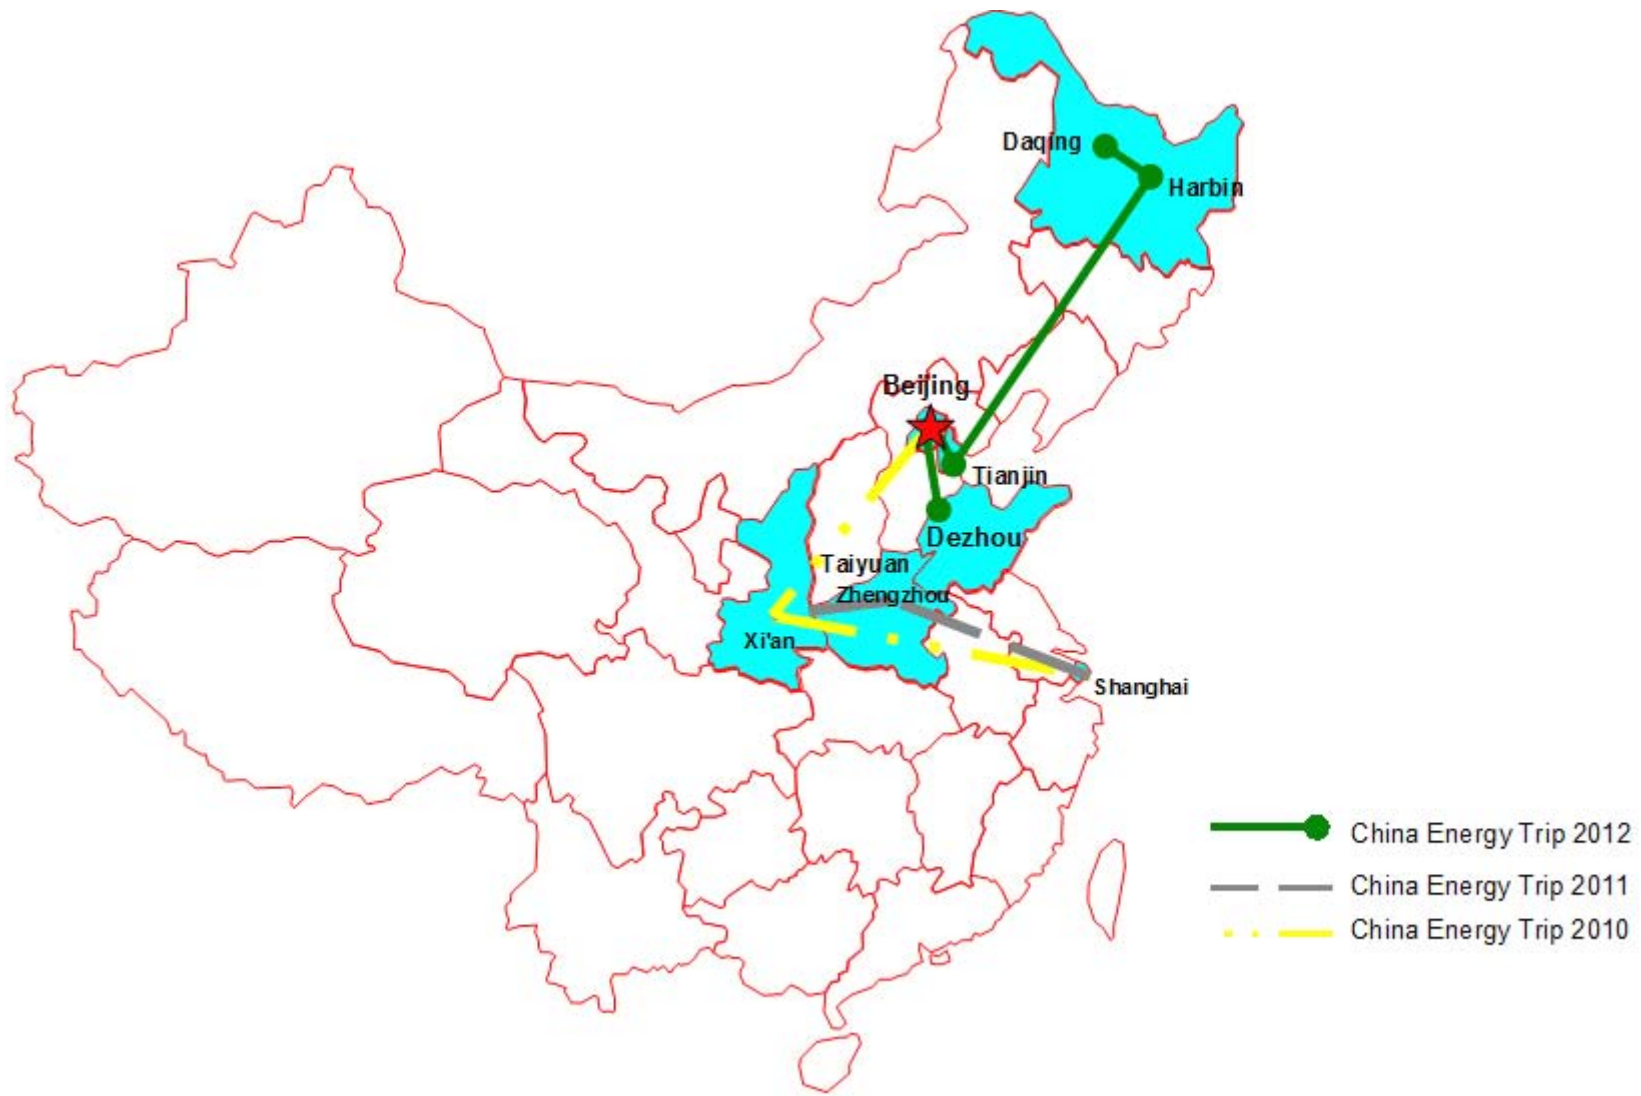 Daqing
Harbin
Beijing
Tianjin
Dezhou
Taiyuan
Zhengzhou
Xi'an
Shanghai
China Energy Trip 2012
China Energy Trip 2011
China Energy Trip 2010